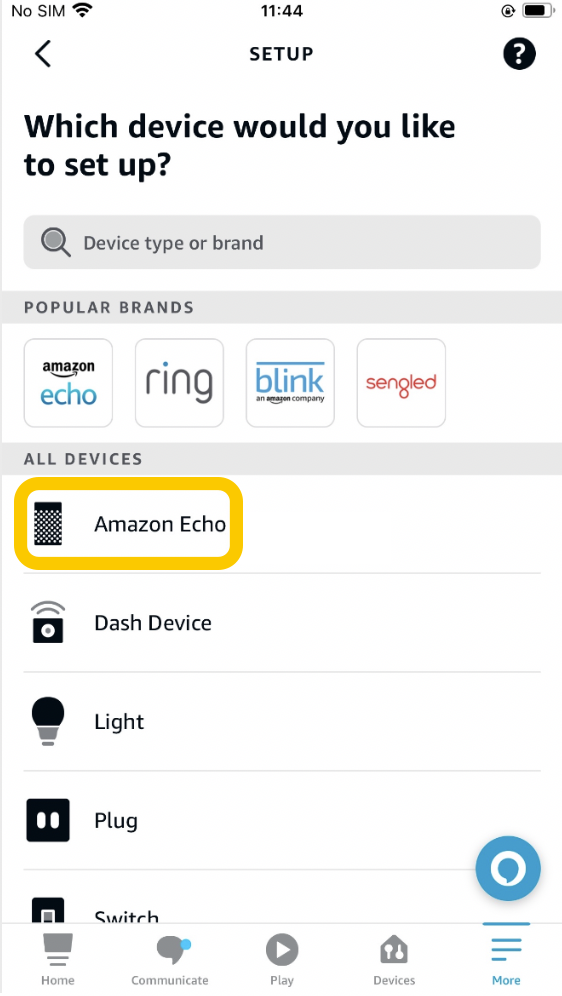 No SIM 11:44
SETUP
?
Which device would you like
to set up?
Device type or brand
POPULAR BRANDS
amazon
echo
ring
blink
an amazon company
sengled
ALL DEVICES
Amazon Echo
Dash Device
Light
Plug
Switch
Home Communicate Play Devices More